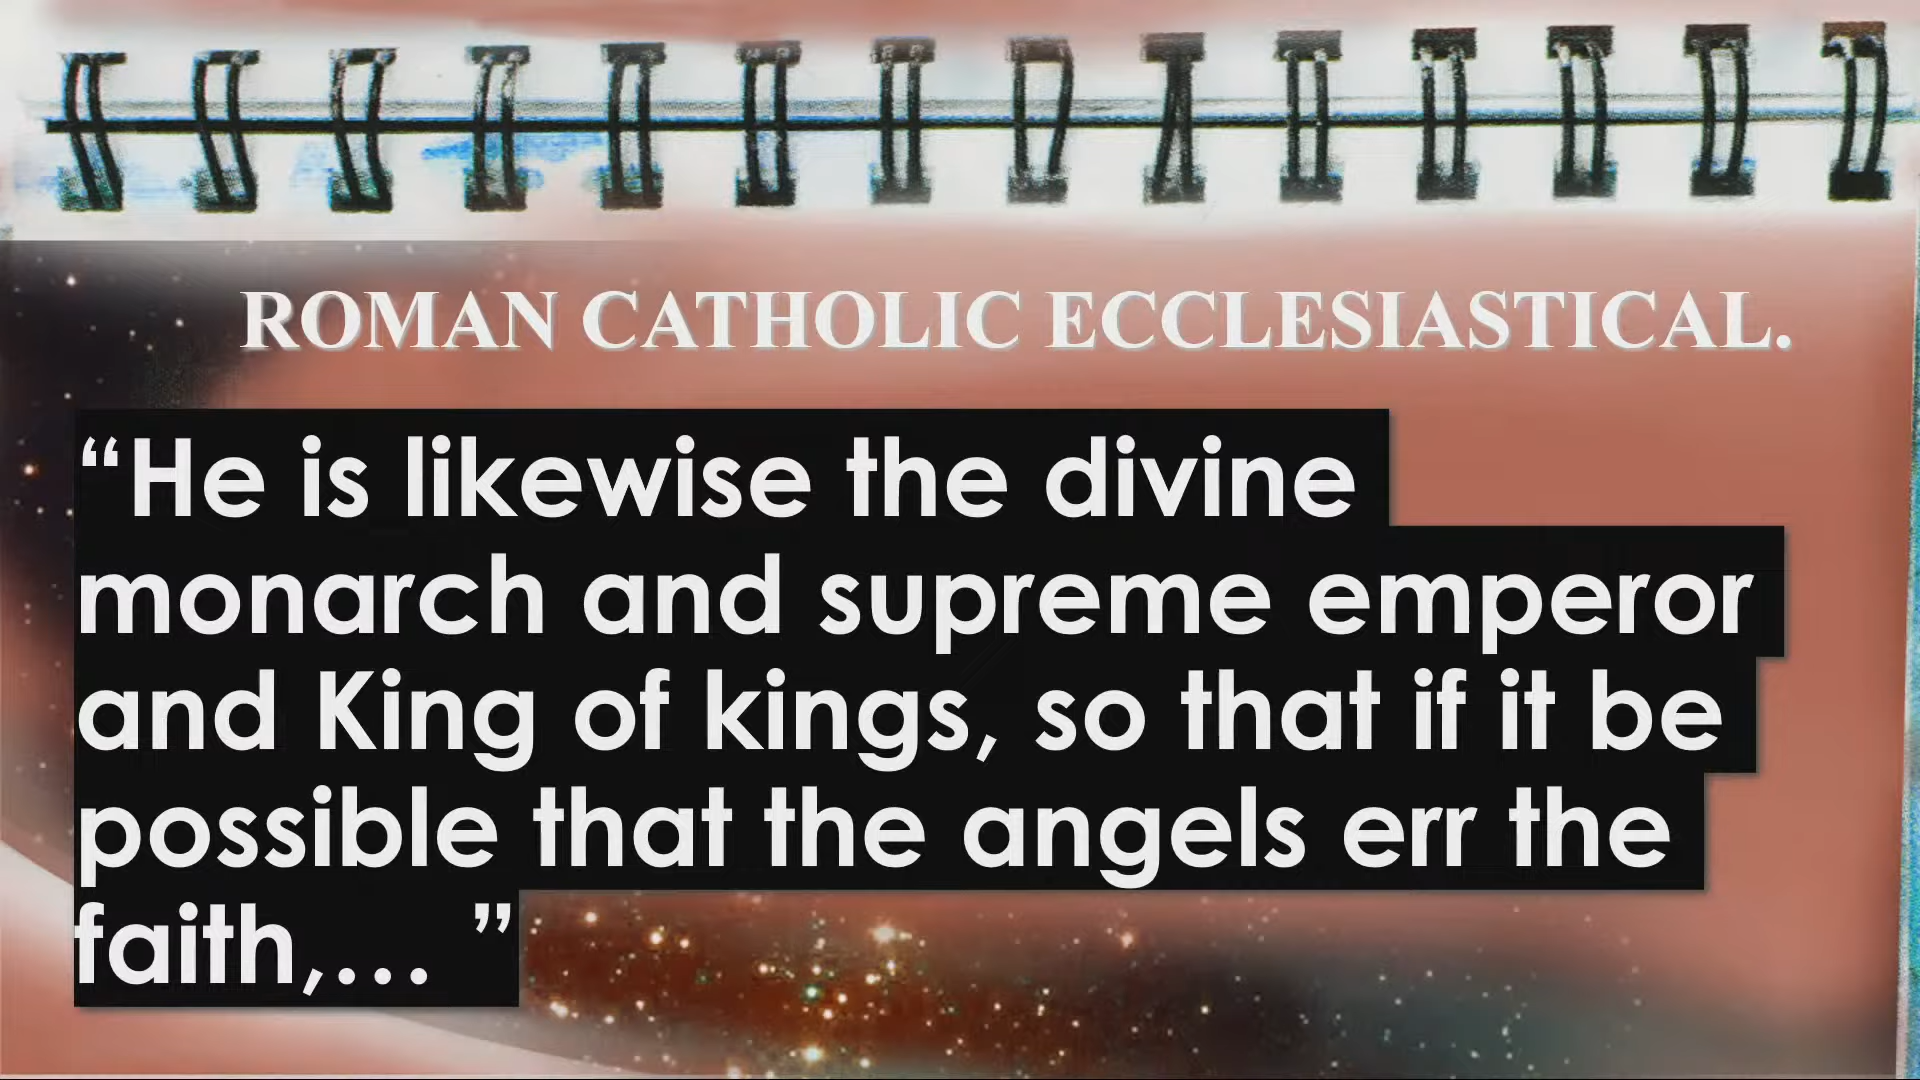 ROMAN CATHOLIC ECCLESIASTICAL.
“He is likewise the divine
monarch and supreme emperor
and King of kings, so that if it be
possible that the angels err the
faith,… ”